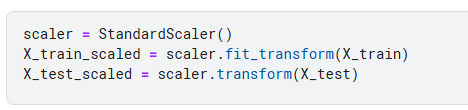 scaler = StandardScaler()
X_train_scaled = scaler.fit_transform(X_train)
X_test_scaled = scaler.transform(X_test)